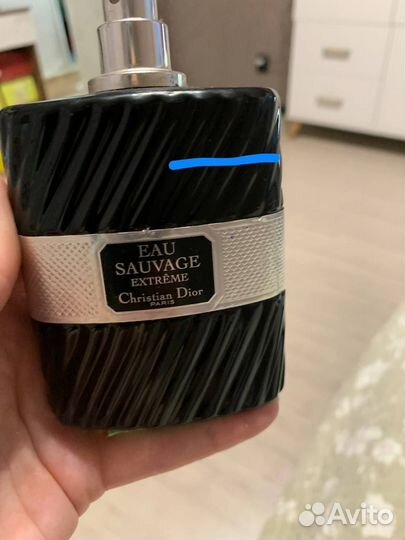 EAU
SAUVAGE
EXTRÊME
Christian Dior
PARIS
Avito